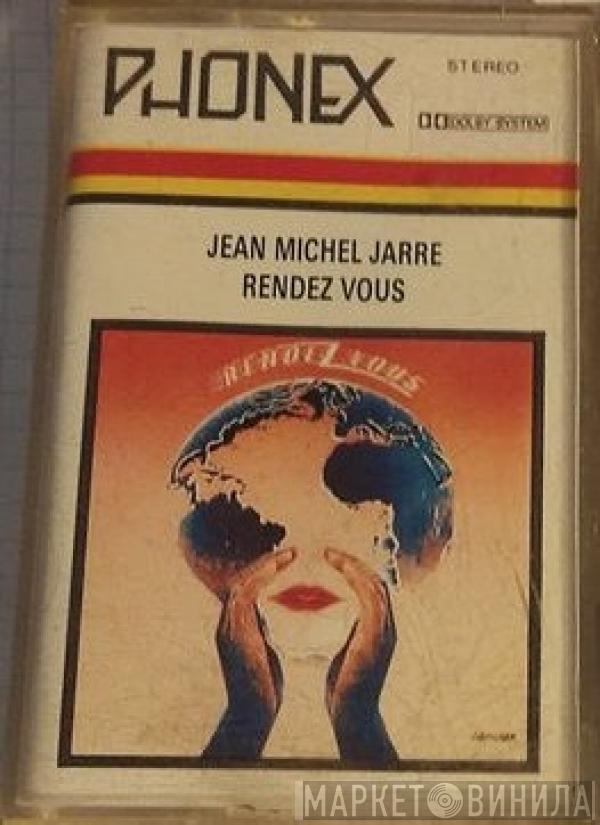 PHONEX
STEREO
DOLBY SYSTEM
JEAN MICHEL JARRE
RENDEZ VOUS
RENDEZ VOUS
МАРКЕТ ВИНИЛА